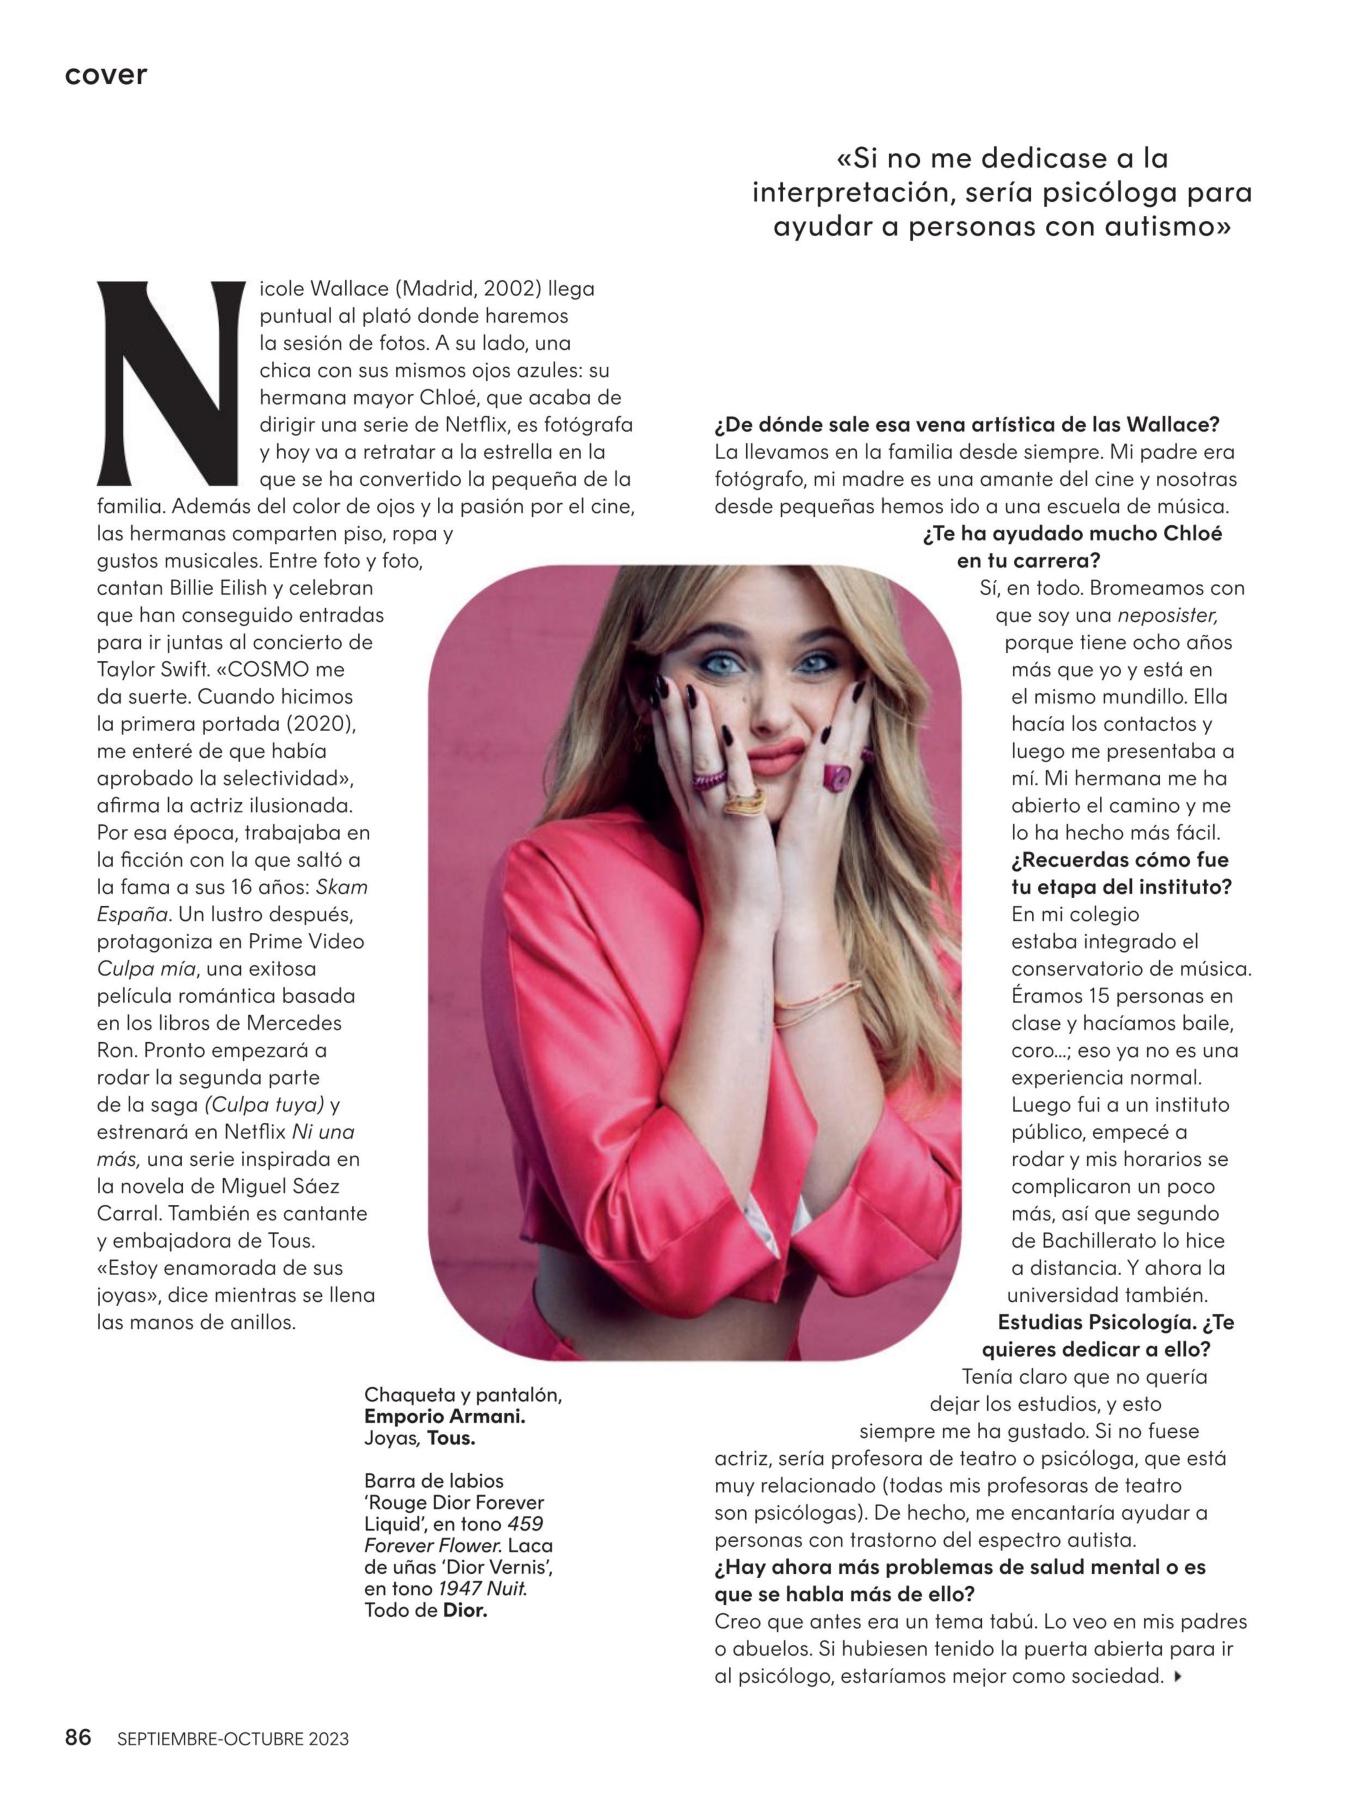 cover
«Si no me dedicase a la
interpretación, sería psicóloga para
ayudar a personas con autismo»
Nicole Wallace (Madrid, 2002) llega
puntual al plató donde haremos
la sesión de fotos. A su lado, una
chica con sus mismos ojos azules: su
hermana mayor Chloé, que acaba de
dirigir una serie de Netflix, es fotógrafa
y hoy va a retratar a la estrella en la
que se ha convertido la pequeña de la
familia. Además del color de ojos y la pasión por el cine,
las hermanas comparten piso, ropa y
gustos musicales. Entre foto y foto,
cantan Billie Eilish y celebran
que han conseguido entradas
para ir juntas al concierto de
Taylor Swift. «COSMO me
da suerte. Cuando hicimos
la primera portada (2020),
me enteré de que había
aprobado la selectividad»,
afirma la actriz ilusionada.
Por esa época, trabajaba en
la ficción con la que saltó a
la fama a sus 16 años: Skam
España. Un lustro después,
protagoniza en Prime Video
Culpa mía, una exitosa
película romántica basada
en los libros de Mercedes
Ron. Pronto empezará a
rodar la segunda parte
de la saga (Culpa tuya) y
estrenará en Netflix Ni una
más, una serie inspirada en
la novela de Miguel Sáez
Carral. También es cantante
y embajadora de Tous.
«Estoy enamorada de sus
joyas», dice mientras se llena
las manos de anillos.
Chaqueta y pantalón,
Emporio Armani.
Joyas, Tous.
Barra de labios
‘Rouge Dior Forever
Liquid’, en tono 459
Forever Flower. Laca
de uñas ‘Dior Vernis’,
en tono 1947 Nuit.
Todo de Dior.
¿De dónde sale esa vena artística de las Wallace?
La llevamos en la familia desde siempre. Mi padre era
fotógrafo, mi madre es una amante del cine y nosotras
desde pequeñas hemos ido a una escuela de música.
¿Te ha ayudado mucho Chloé
en tu carrera?
Sí, en todo. Bromeamos con
que soy una neposister,
porque tiene ocho años
más que yo y está en
el mismo mundillo. Ella
hacía los contactos y
luego me presentaba a
mí. Mi hermana me ha
abierto el camino y me
lo ha hecho más fácil.
¿Recuerdas cómo fue
tu etapa del instituto?
En mi colegio
estaba integrado el
conservatorio de música.
Éramos 15 personas en
clase y hacíamos baile,
coro...; eso ya no es una
experiencia normal.
Luego fui a un instituto
público, empecé a
rodar y mis horarios se
complicaron un poco
más, así que segundo
de Bachillerato lo hice
a distancia. Y ahora la
universidad también.
Estudias Psicología. ¿Te
quieres dedicar a ello?
Tenía claro que no quería
dejar los estudios, y esto
siempre me ha gustado. Si no fuese
actriz, sería profesora de teatro o psicóloga, que está
muy relacionado (todas mis profesoras de teatro
son psicólogas). De hecho, me encantaría ayudar a
personas con trastorno del espectro autista.
¿Hay ahora más problemas de salud mental o es
que se habla más de ello?
Creo que antes era un tema tabú. Lo veo en mis padres
o abuelos. Si hubiesen tenido la puerta abierta para ir
al psicólogo, estaríamos mejor como sociedad.
86 SEPTIEMBRE-OCTUBRE 2023